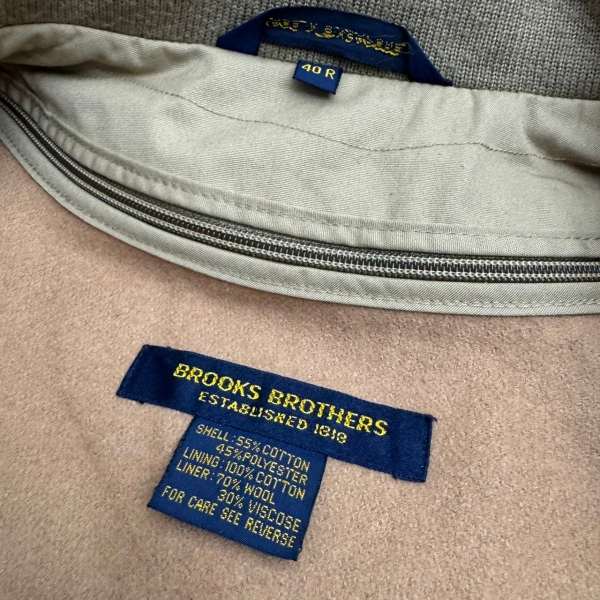 40 R
BROOKS BROTHERS
ESTABLISHED 1818
SHELL: 55% COTTON
45% POLYESTER
LINING: 100% COTTON
LINER: 70% WOOL
30% VISCOSE
FOR CARE SEE REVERSE